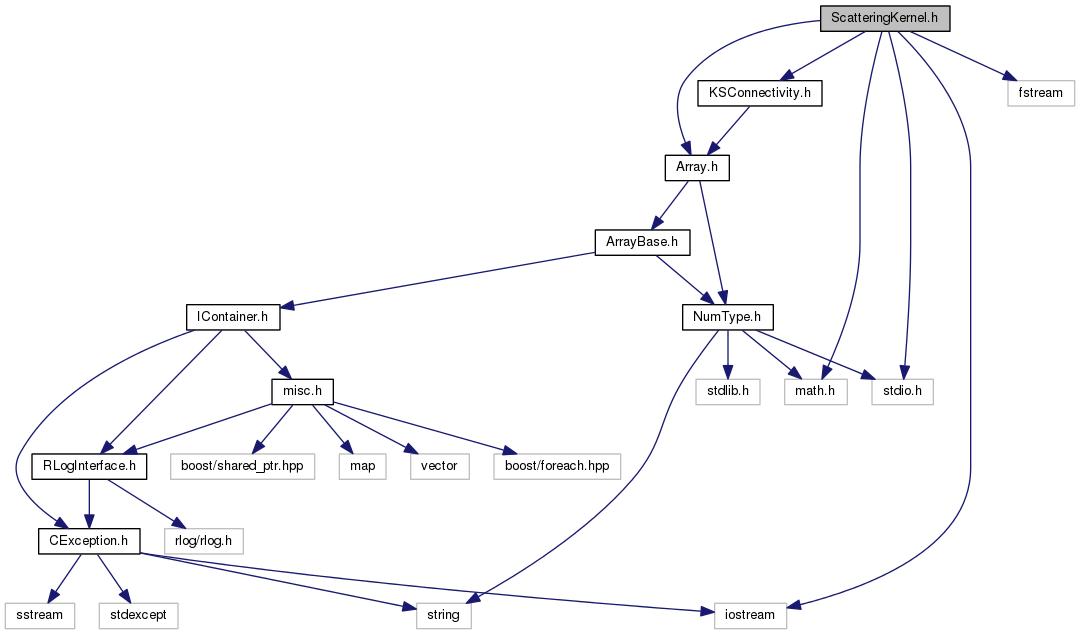 ScatteringKernel.h
KSConnectivity.h
fstream
Array.h
ArrayBase.h
IContainer.h
NumType.h
misc.h
stdlib.h
math.h
stdio.h
RLogInterface.h
boost/shared_ptr.hpp
map
vector
boost/foreach.hpp
CException.h
rlog/rlog.h
sstream
stdexcept
string
iostream